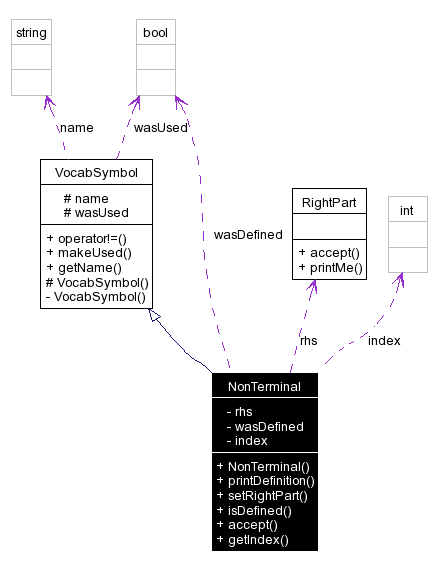 string
bool
name
wasUsed
VocabSymbol
# name
# wasUsed
+ operator!=()
+ makeUsed()
+ getName()
# VocabSymbol()
- VocabSymbol()
wasDefined
RightPart
+ accept()
+ printMe()
int
rhs
index
NonTerminal
- rhs
- wasDefined
- index
+ NonTerminal()
+ printDefinition()
+ setRightPart()
+ isDefined()
+ accept()
+ getIndex()